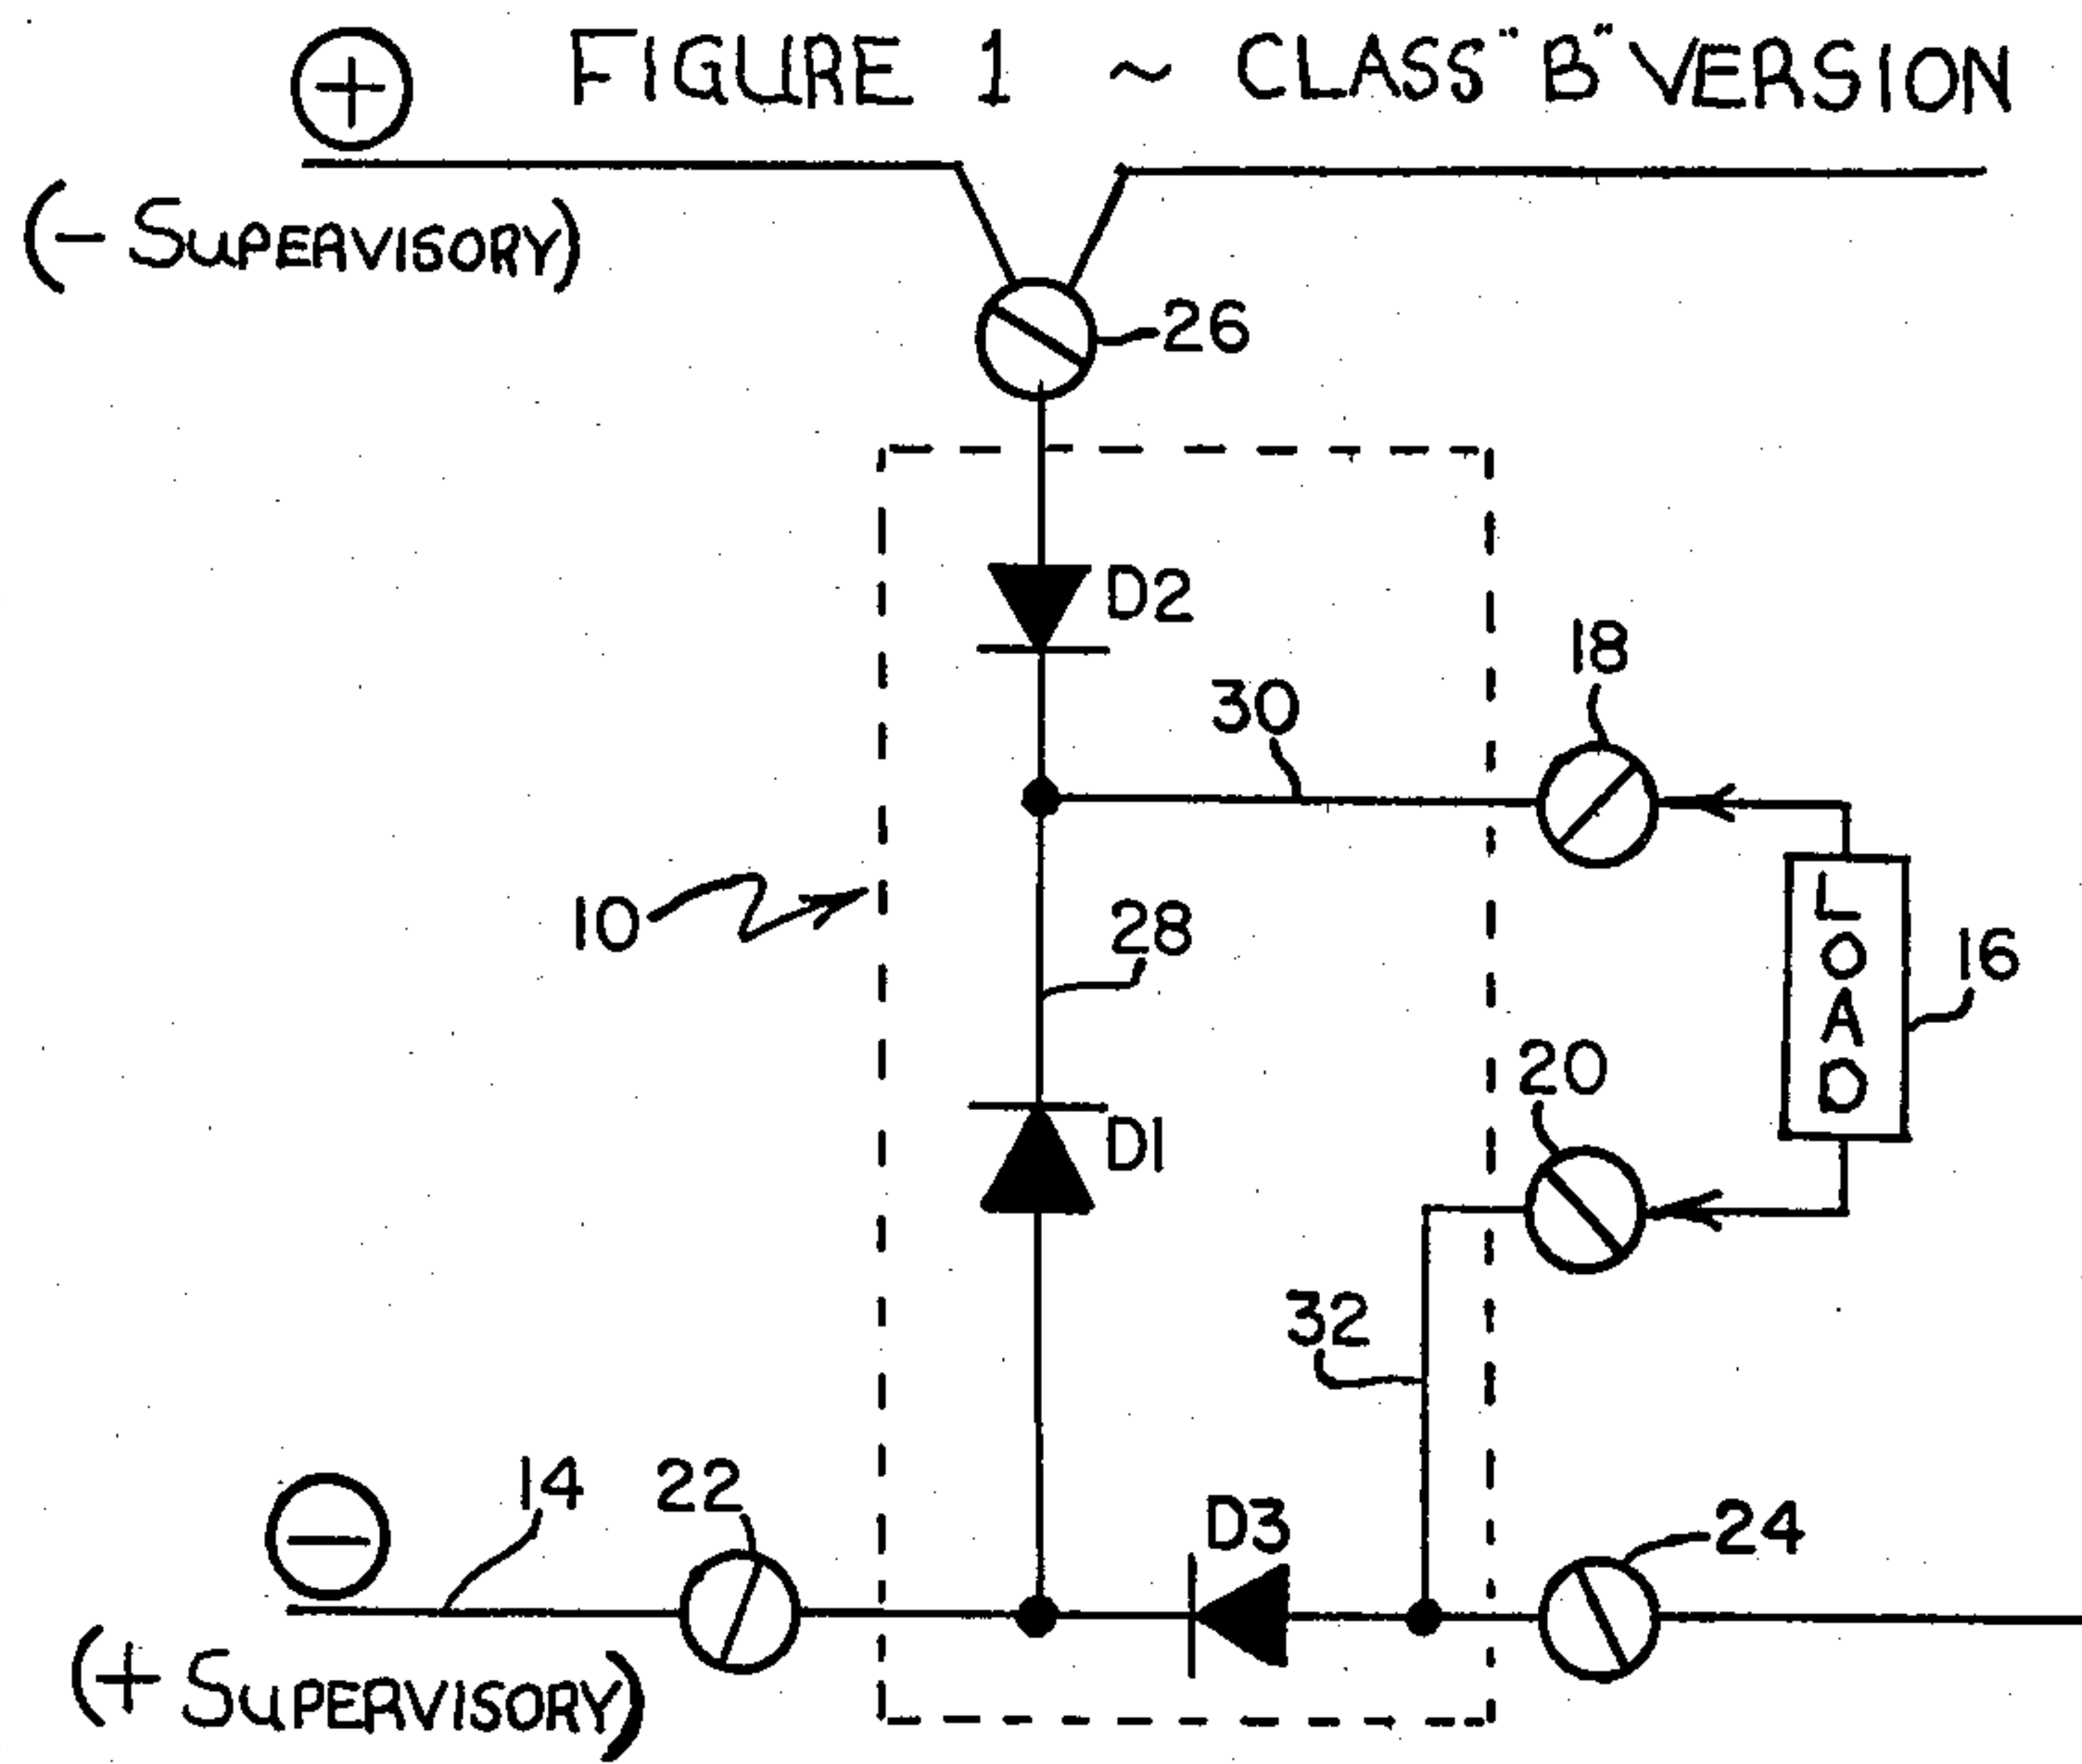 + FIGURE 1 ~ CLASS "B" VERSION
(- SUPERVISORY)
26
D2
18
30
10
28
LOAD
16
20
D1
32
14
22
D3
24
-
(+ SUPERVISORY)